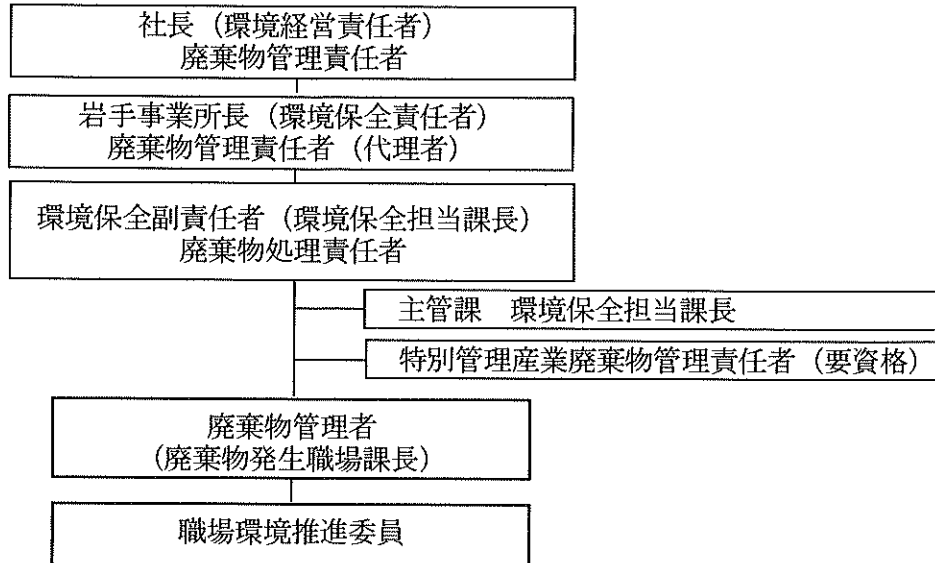 社長（環境経営責任者）
廃棄物管理責任者
岩手事業所長（環境保全責任者）
廃棄物管理責任者（代理者）
環境保全副責任者（環境保全担当課長）
廃棄物処理責任者
主管課　環境保全担当課長
特別管理産業廃棄物管理責任者（要資格）
廃棄物管理者
（廃棄物発生職場課長）
職場環境推進委員